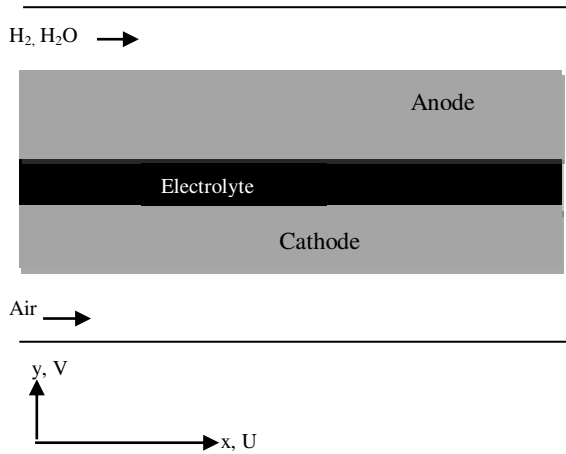 H₂, H₂O
Anode
Electrolyte
Cathode
Air
y, V
x, U